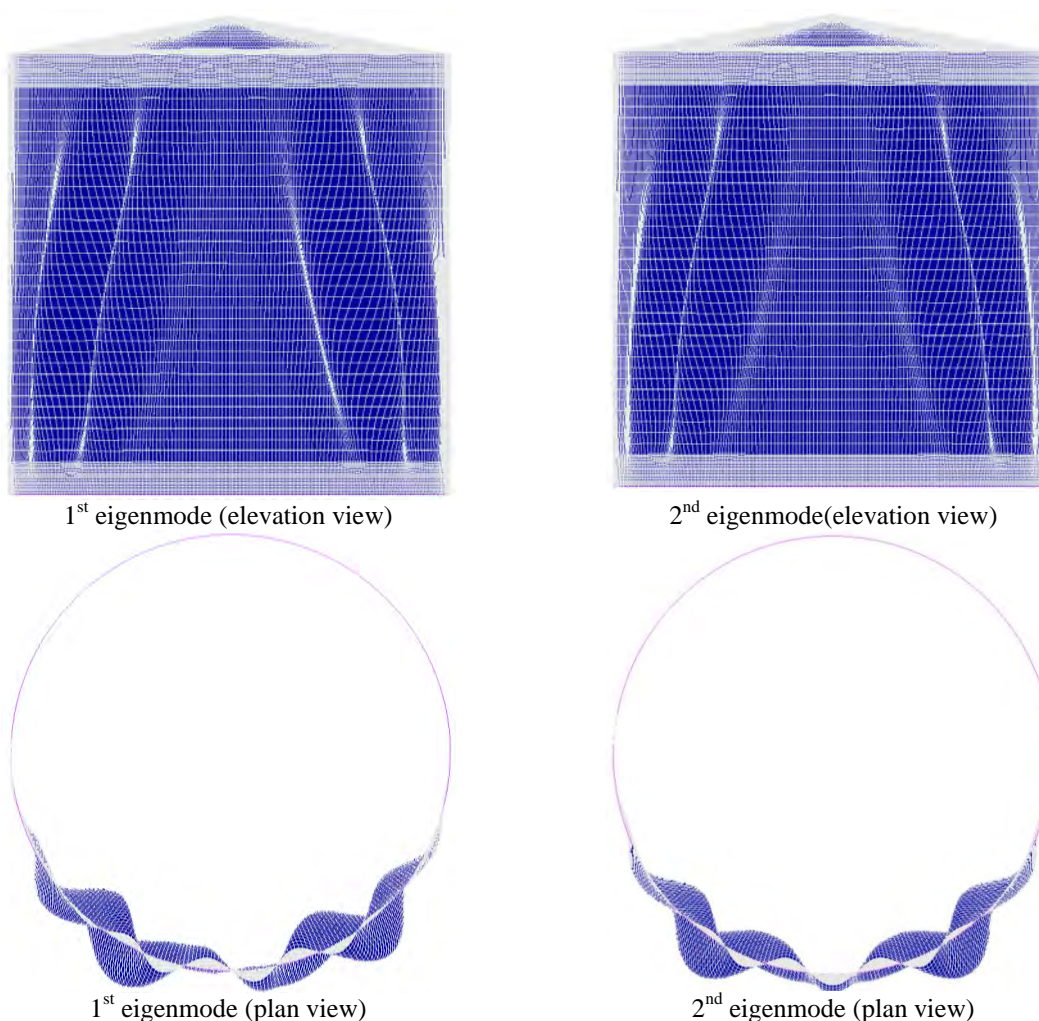 1st eigenmode (elevation view)
2nd eigenmode(elevation view)
1st eigenmode (plan view)
2nd eigenmode (plan view)